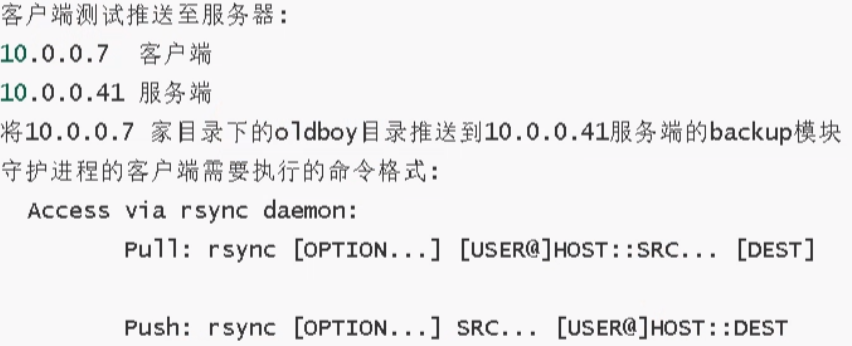 客户端测试推送至服务器:
10.0.0.7 客户端
10.0.0.41 服务端
将10.0.0.7 家目录下的oldboy目录推送到10.0.0.41服务端的backup模块
守护进程的客户端需要执行的命令格式:
Access via rsync daemon:
Pull: rsync [OPTION...] [USER@]HOST::SRC... [DEST]
Push: rsync [OPTION...] SRC... [USER@]HOST::DEST